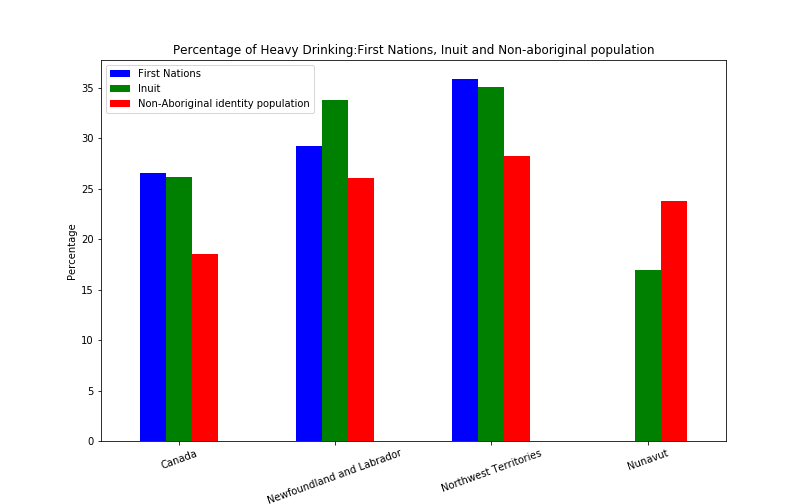 Percentage of Heavy Drinking:First Nations, Inuit and Non-aboriginal population
First Nations
Inuit
Non-Aboriginal identity population
Percentage
35
30
25
20
15
10
5
0
Canada
Newfoundland and Labrador
Northwest Territories
Nunavut